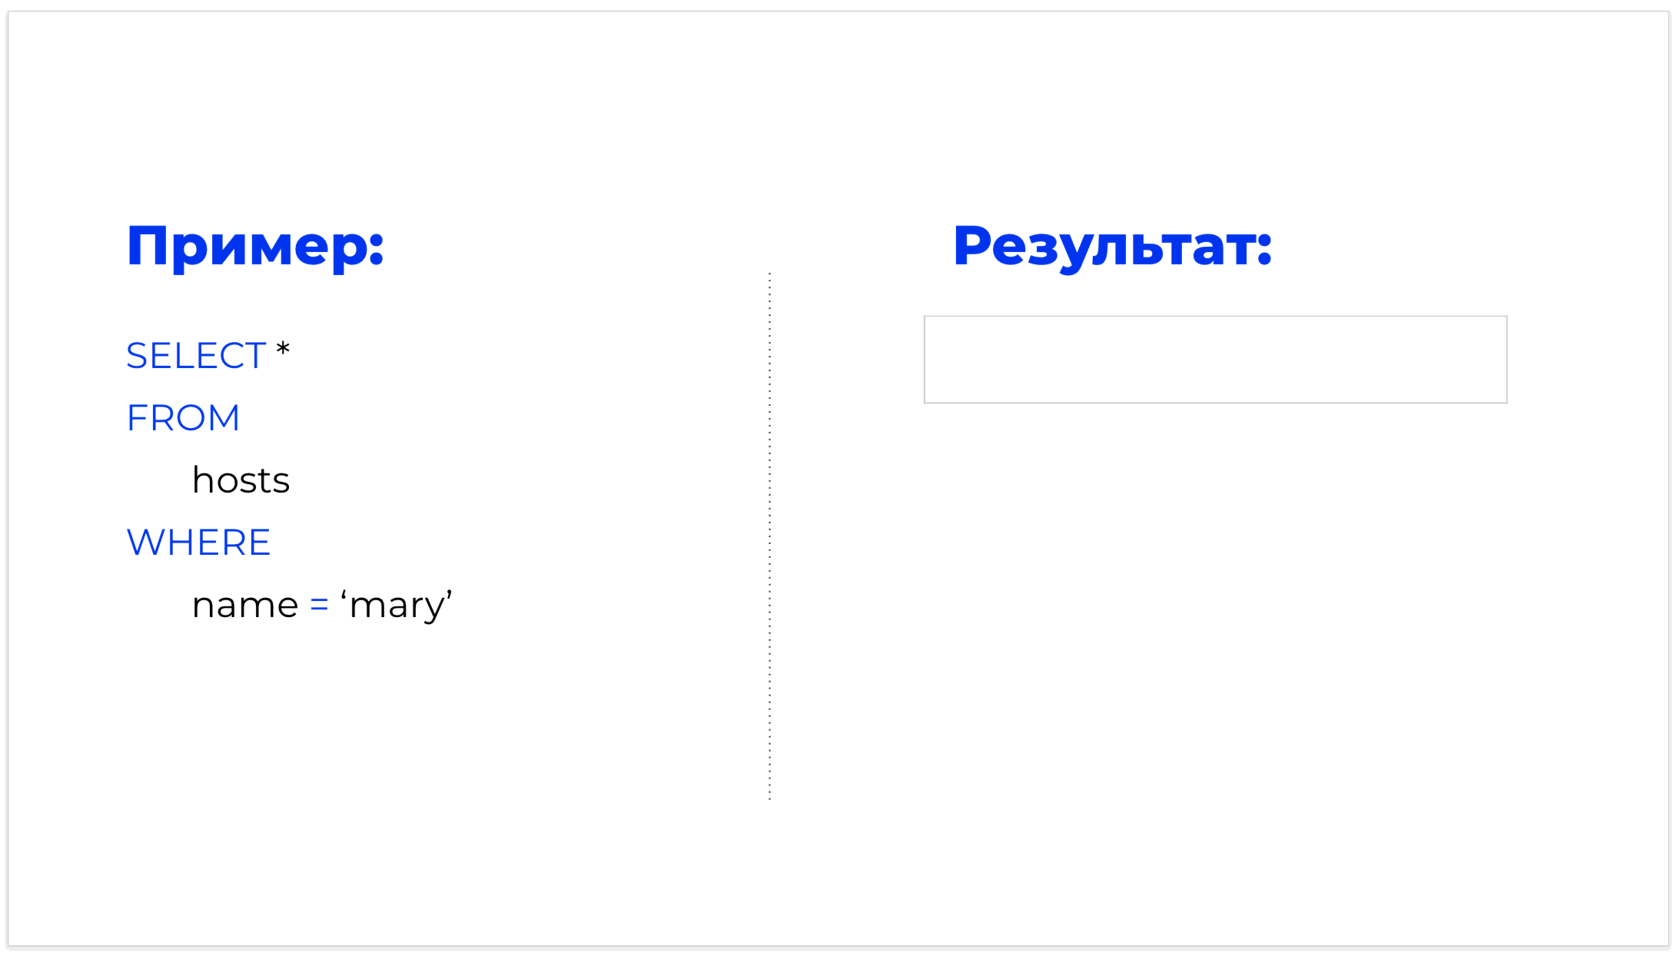 Пример:
SELECT *
FROM
hosts
WHERE
name = ‘mary’
Результат: